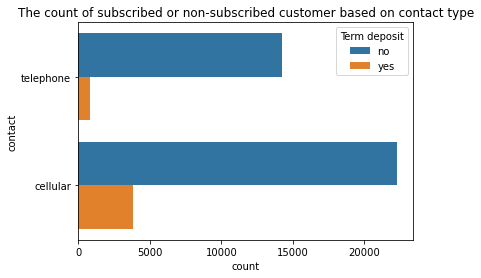 The count of subscribed or non-subscribed customer based on contact type
Term deposit
no
yes
telephone
cellular
contact
0 5000 10000 15000 20000
count